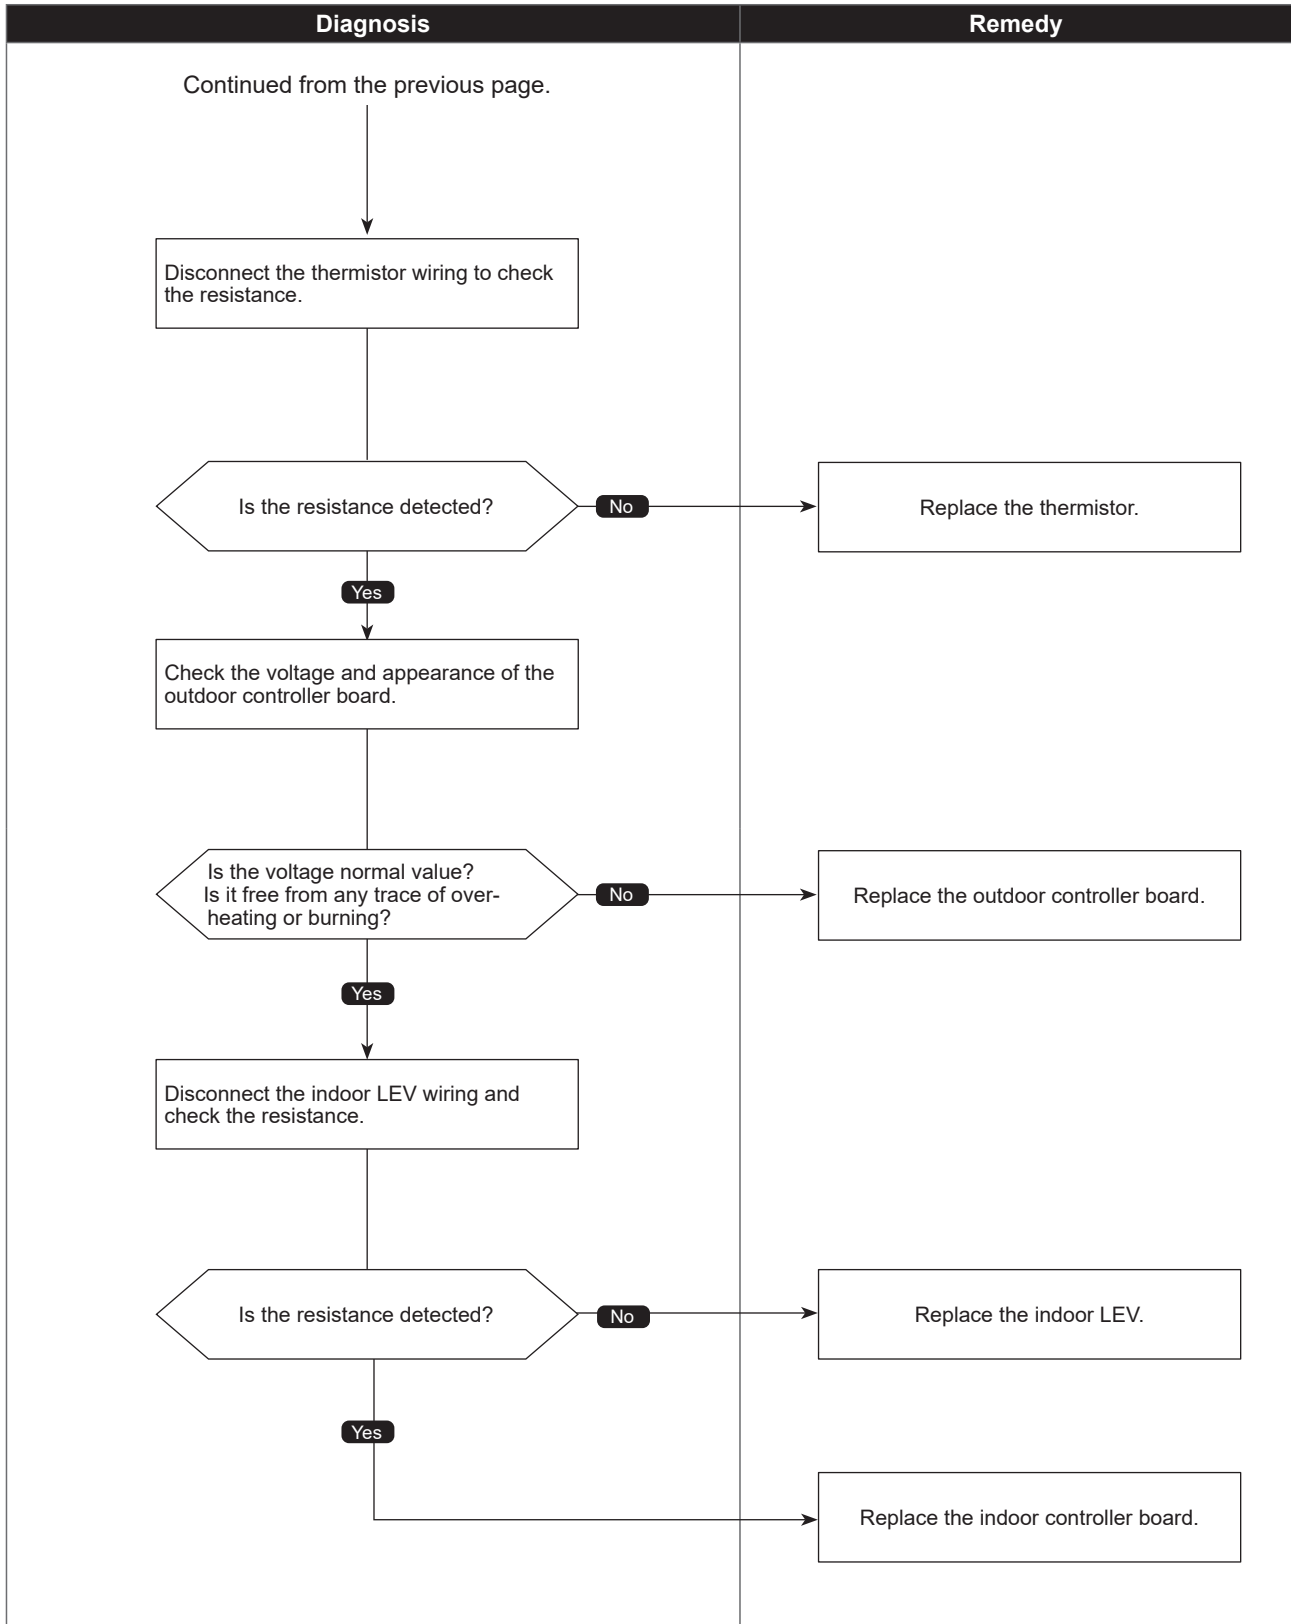 Diagnosis
Remedy
Continued from the previous page.
Disconnect the thermistor wiring to check
the resistance.
Is the resistance detected?
No
Replace the thermistor.
Yes
Check the voltage and appearance of the
outdoor controller board.
Is the voltage normal value?
Is it free from any trace of over-
heating or burning?
No
Replace the outdoor controller board.
Yes
Disconnect the indoor LEV wiring and
check the resistance.
Is the resistance detected?
No
Replace the indoor LEV.
Yes
Replace the indoor controller board.